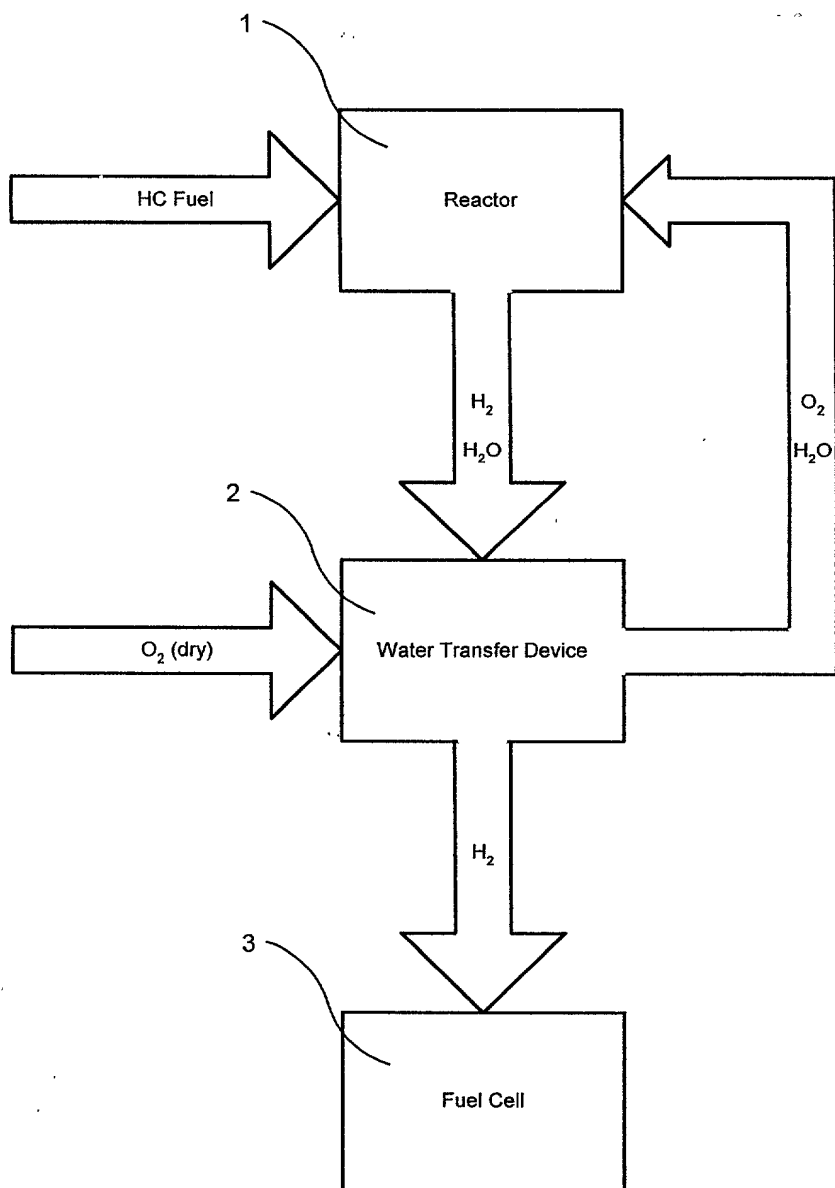 1
HC Fuel
Reactor
H₂
H₂O
O₂
H₂O
2
O₂ (dry)
Water Transfer Device
H₂
3
Fuel Cell